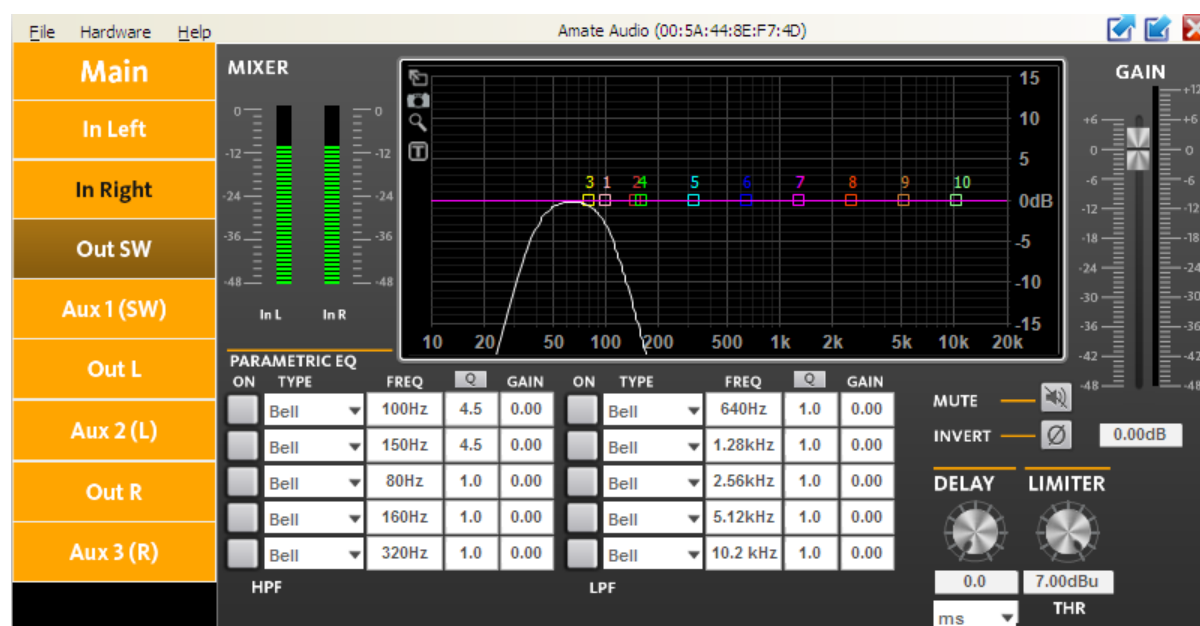 File Hardware Help Amate Audio (00:5A:44:8E:F7:4D)
Main
In Left
In Right
Out SW
Aux 1 (SW)
Out L
Aux 2 (L)
Out R
Aux 3 (R)
MIXER
0 0
-12 -12
-24 -24
-36 -36
-48 -48
In L In R
T
3 1 2 4 5 6 7 8 9 10
15
10
5
0dB
-5
-10
-15
10 20 50 100 200 500 1k 2k 5k 10k 20k
GAIN
+12
+6 +6
0 0
-6 -6
-12 -12
-18 -18
-24 -24
-30 -30
-36 -36
-42 -42
-48 -48
PARAMETRIC EQ
ON TYPE FREQ Q GAIN ON TYPE FREQ Q GAIN
Bell 100Hz 4.5 0.00 Bell 640Hz 1.0 0.00
Bell 150Hz 4.5 0.00 Bell 1.28kHz 1.0 0.00
Bell 80Hz 1.0 0.00 Bell 2.56kHz 1.0 0.00
Bell 160Hz 1.0 0.00 Bell 5.12kHz 1.0 0.00
Bell 320Hz 1.0 0.00 Bell 10.2 kHz 1.0 0.00
HPF LPF
MUTE
INVERT 0.00dB
DELAY LIMITER
0.0 7.00dBu
ms THR